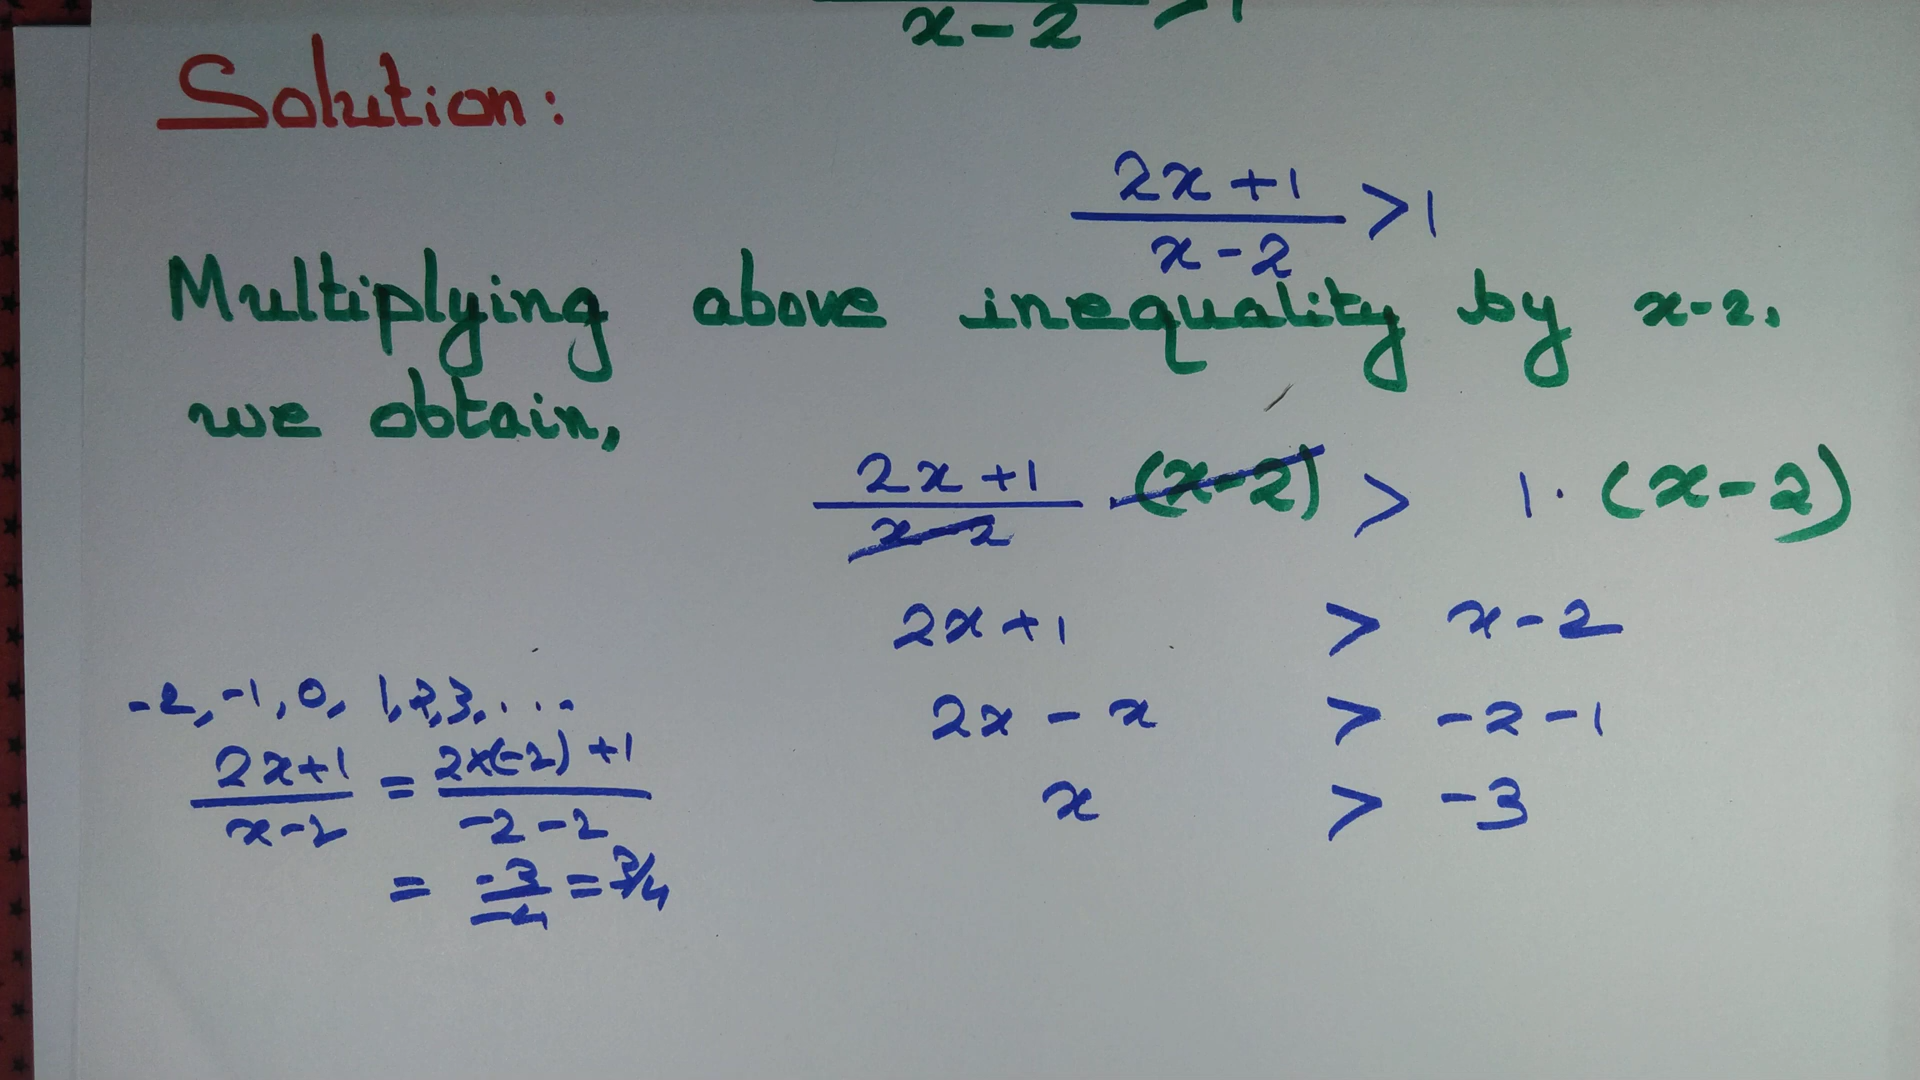 x-2 > 1
Solution:
2x+1
x-2 > 1
Multiplying above inequality by x-2,
we obtain,
2x+1 (x-2) > 1. (x-2)
x-2
2x+1 > x-2
2x - x > -2-1
x > -3
-2, -1, 0, 1, 2, 3, ....
2x+1 = 2x(-2) +1
x-2 -2-2
= -3 = 3/4
-4